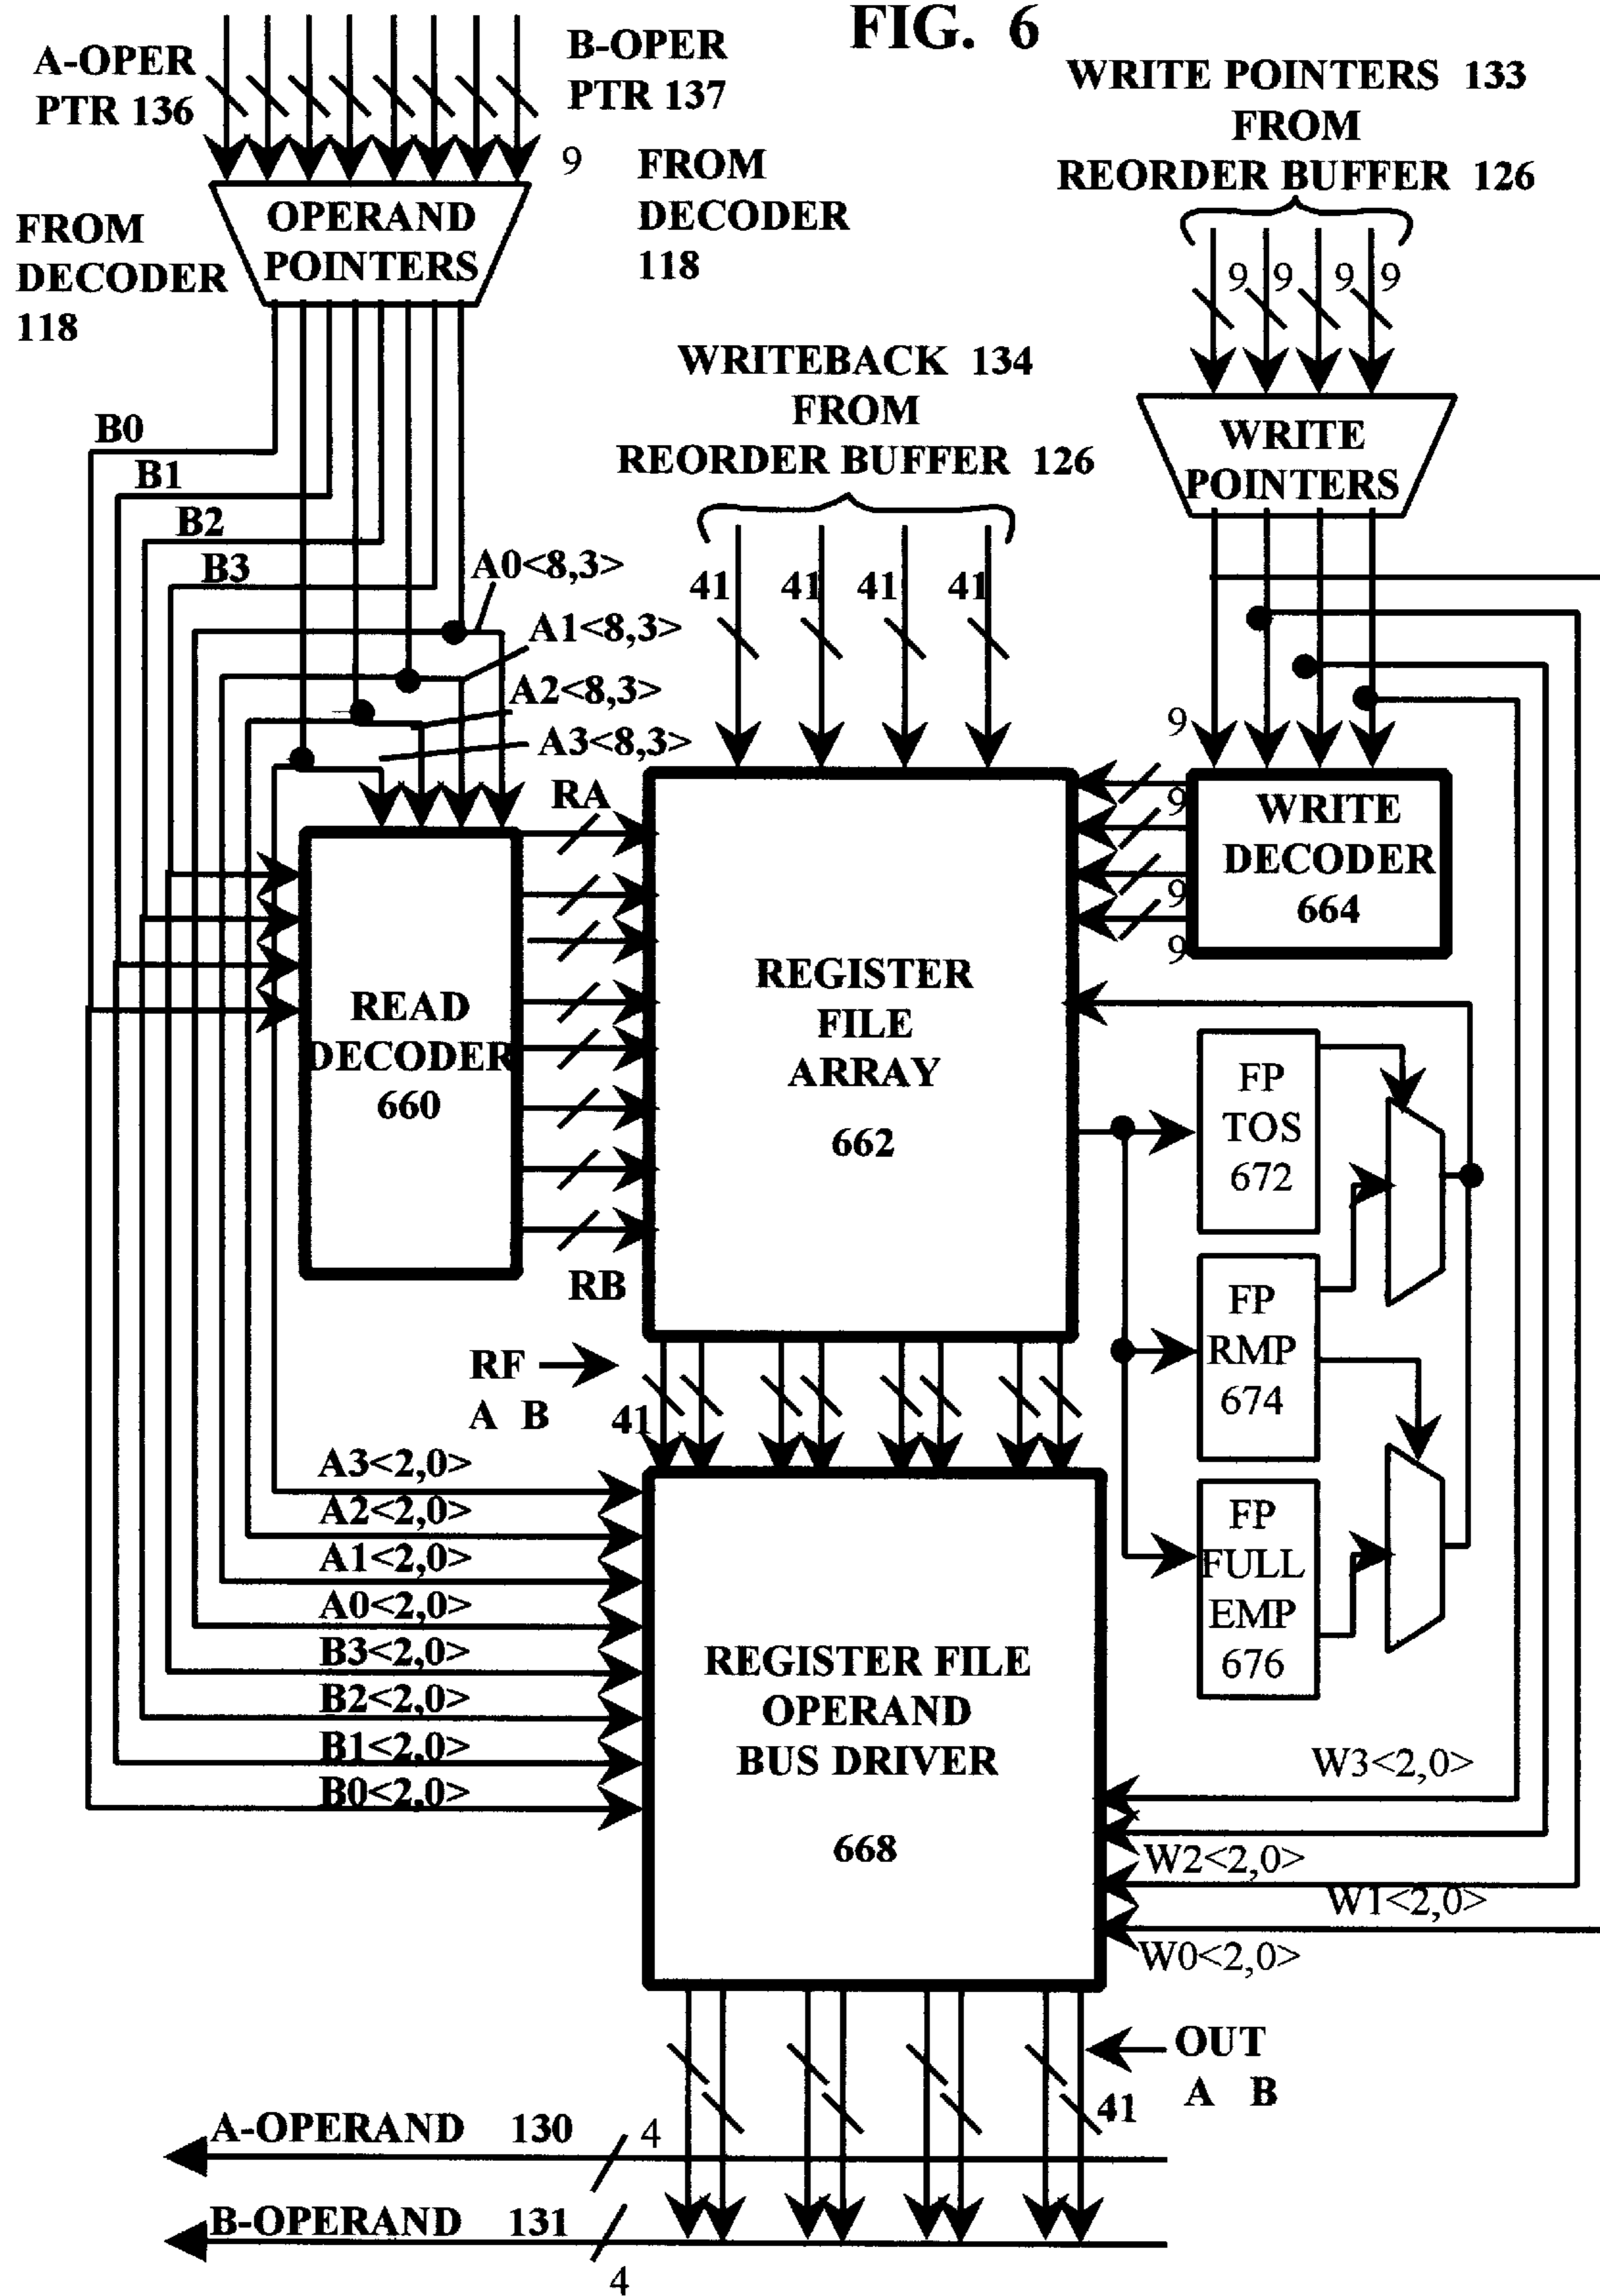 FIG. 6
A-OPER
PTR 136
B-OPER
PTR 137
WRITE POINTERS 133
FROM
REORDER BUFFER 126
9
FROM
DECODER
118
OPERAND
POINTERS
FROM
DECODER
118
9 9 9 9
WRITEBACK 134
FROM
REORDER BUFFER 126
WRITE
POINTERS
B0
B1
B2
B3
A0<8,3>
A1<8,3>
A2<8,3>
A3<8,3>
41 41 41 41
9
RA
WRITE
DECODER
664
9
9
9
READ
DECODER
660
REGISTER
FILE
ARRAY
662
FP
TOS
672
RB
FP
RMP
674
RF
A B
41
FP
FULL
EMP
676
A3<2,0>
A2<2,0>
A1<2,0>
A0<2,0>
B3<2,0>
B2<2,0>
B1<2,0>
B0<2,0>
REGISTER FILE
OPERAND
BUS DRIVER
668
W3<2,0>
W2<2,0>
W1<2,0>
W0<2,0>
OUT
A B
41
A-OPERAND 130
4
B-OPERAND 131
4